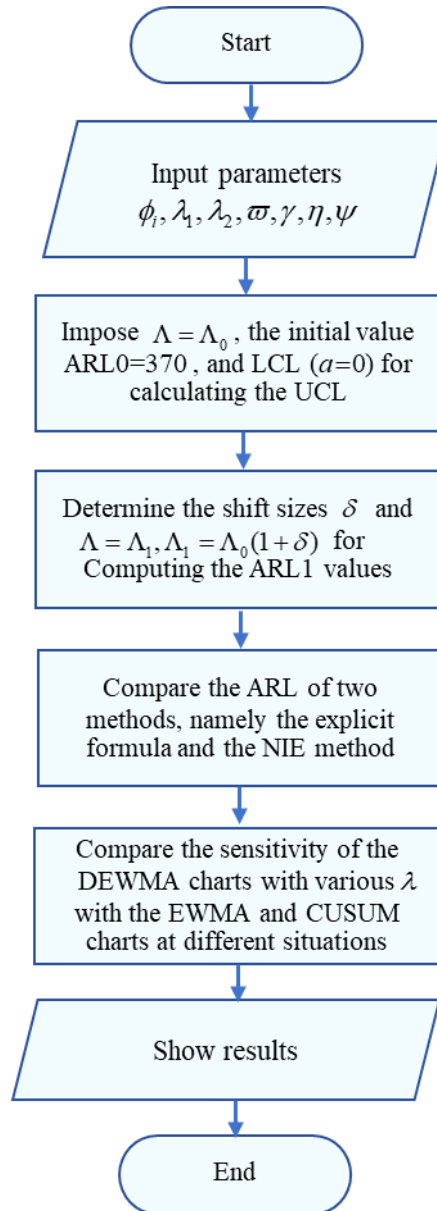 Start
Input parameters
ϕᵢ, λ₁, λ₂, ϖ, γ, η, ψ
Impose Λ = Λ₀ , the initial value
ARL0=370 , and LCL (a=0) for
calculating the UCL
Determine the shift sizes δ and
Λ = Λ₁, Λ₁ = Λ₀(1 + δ) for
Computing the ARL1 values
Compare the ARL of two
methods, namely the explicit
formula and the NIE method
Compare the sensitivity of the
DEWMA charts with various λ
with the EWMA and CUSUM
charts at different situations
Show results
End